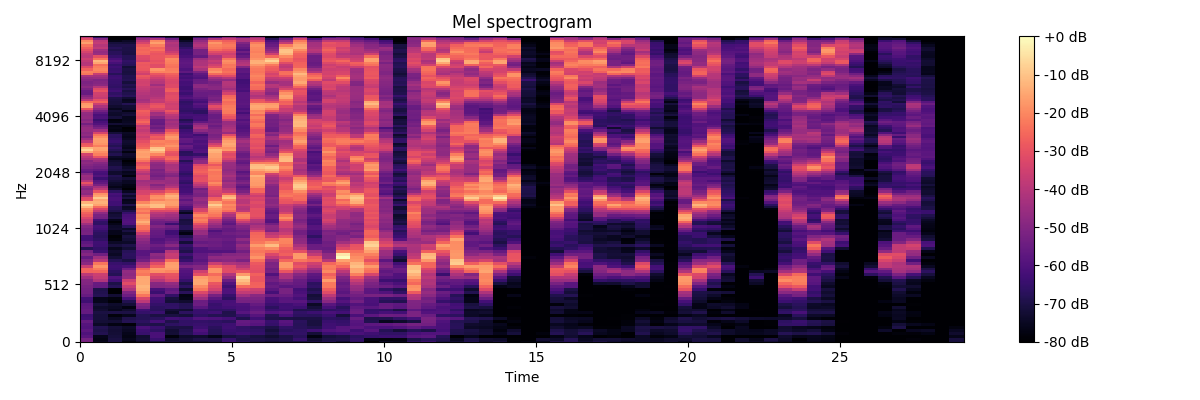 Mel spectrogram
Hz
8192
4096
2048
1024
512
0
0 5 10 15 20 25
Time
+0 dB
-10 dB
-20 dB
-30 dB
-40 dB
-50 dB
-60 dB
-70 dB
-80 dB